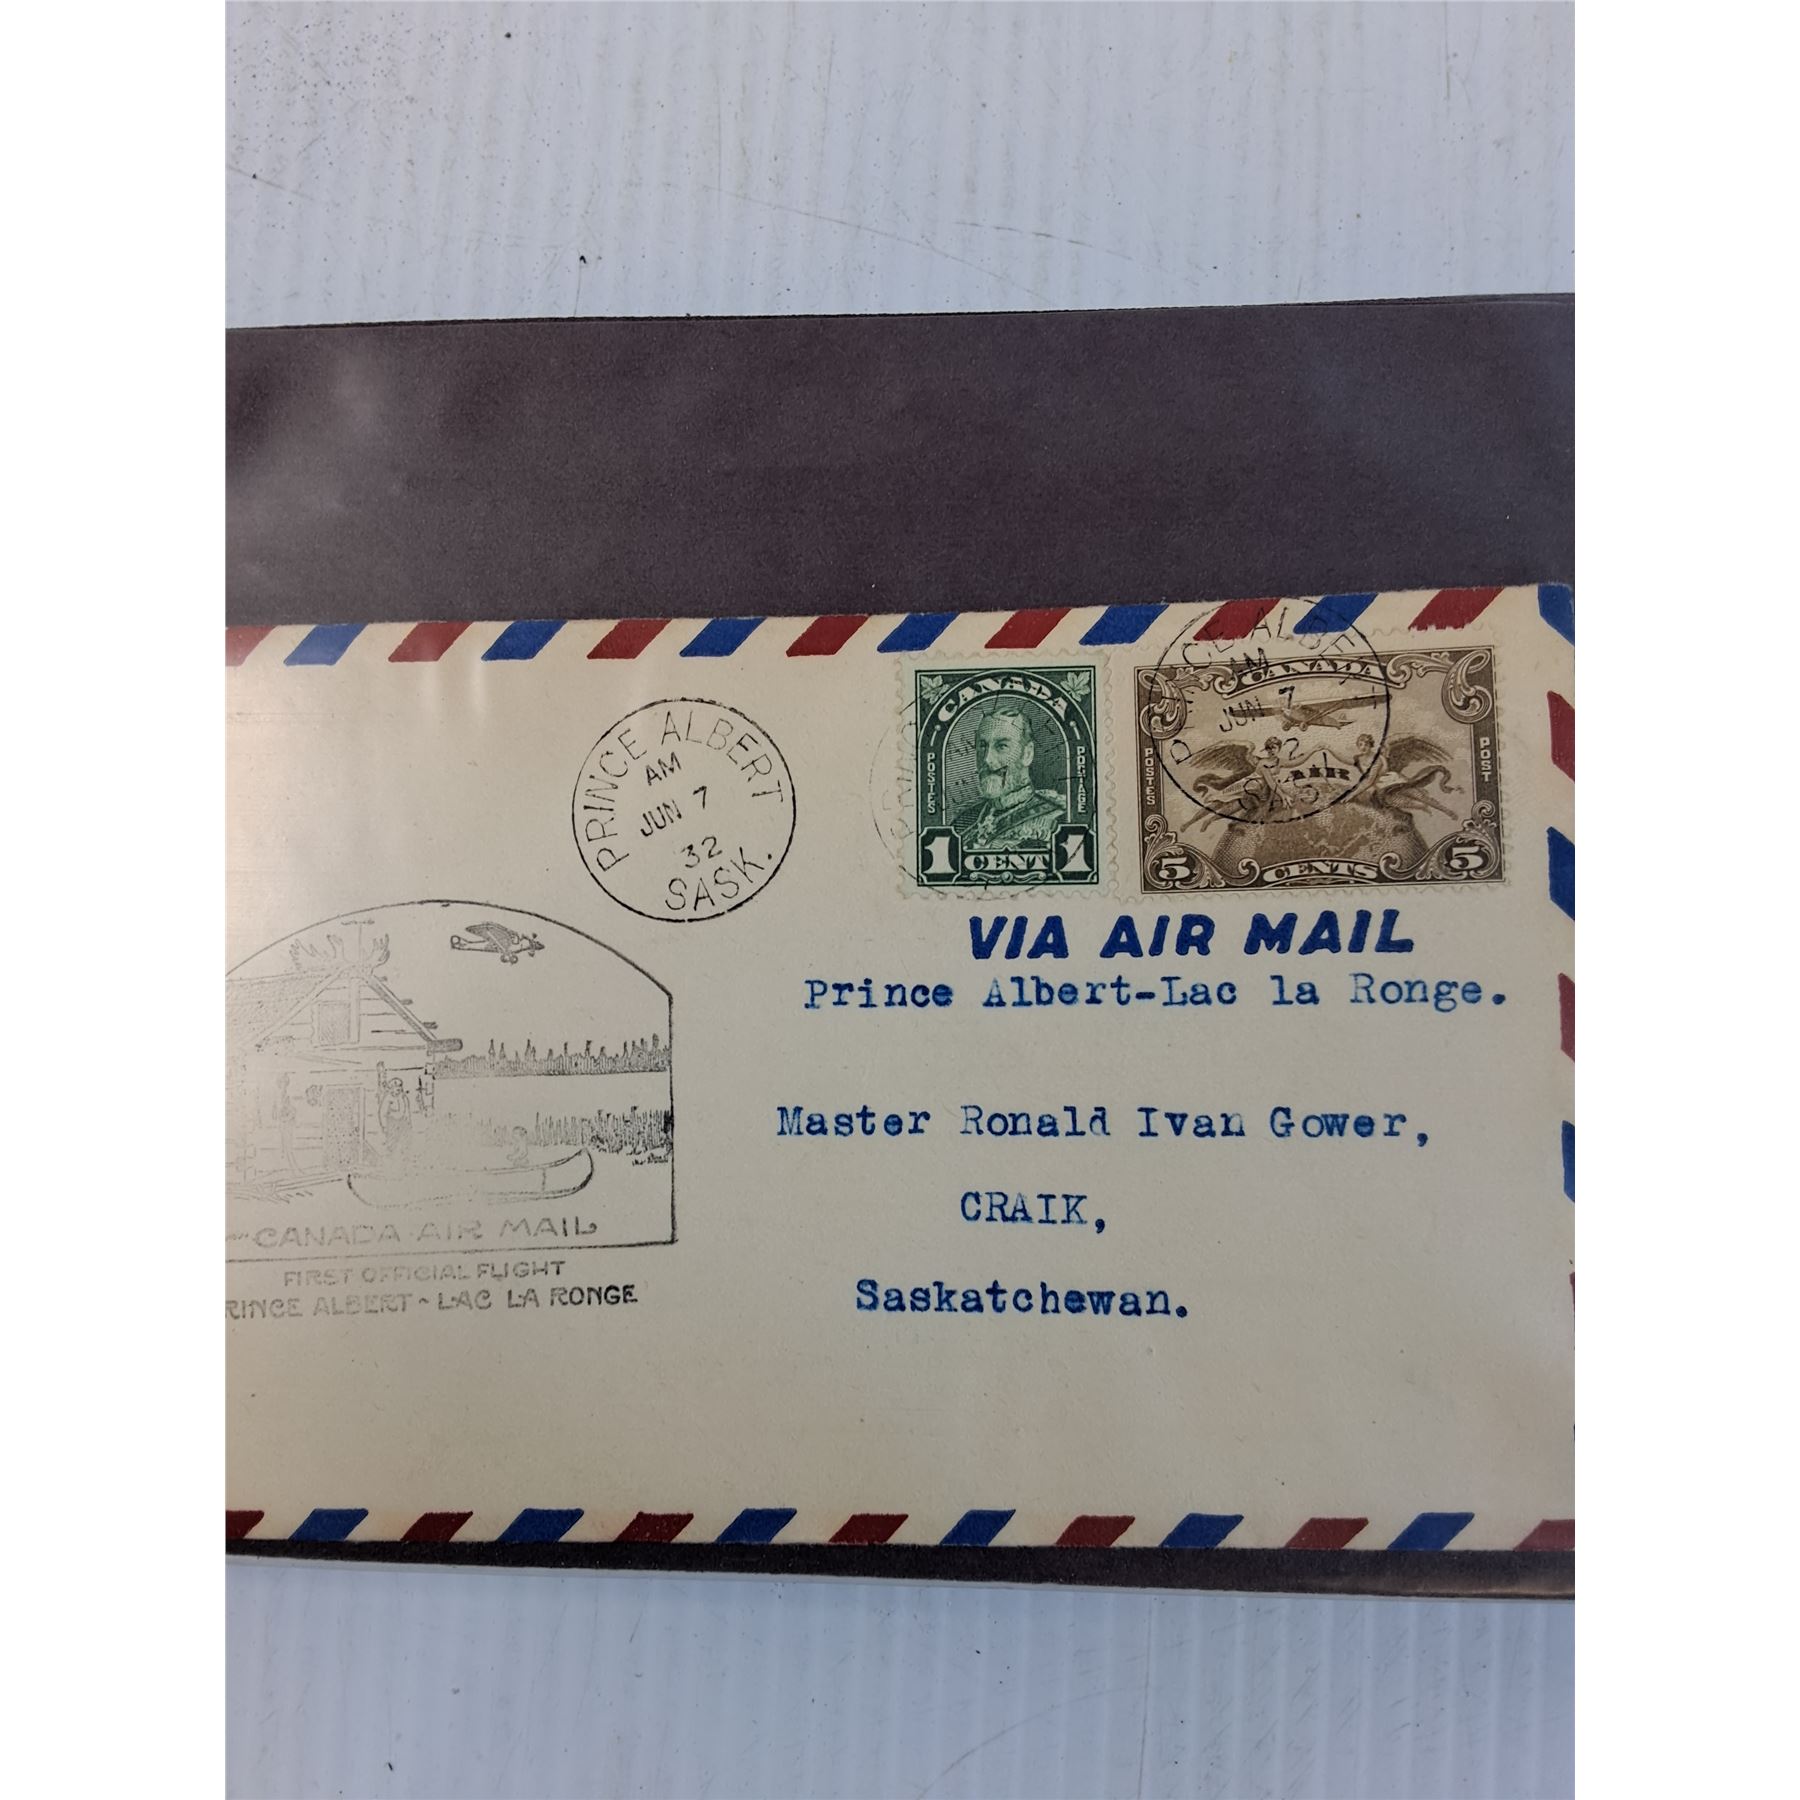 PRINCE ALBERT
AM
JUN 7
32
SASK.
CANADA
POSTES
POSTAGE
1 CENT 1
CANADA
POSTES
POST
AIR
5 CENTS 5
ALBERT
AM
JUN 7
VIA AIR MAIL
Prince Albert-Lac la Ronge.
Master Ronald Ivan Gower,
CRAIK,
Saskatchewan.
CANADA AIR MAIL
FIRST OFFICIAL FLIGHT
RINCE ALBERT ~ LAC LA RONGE